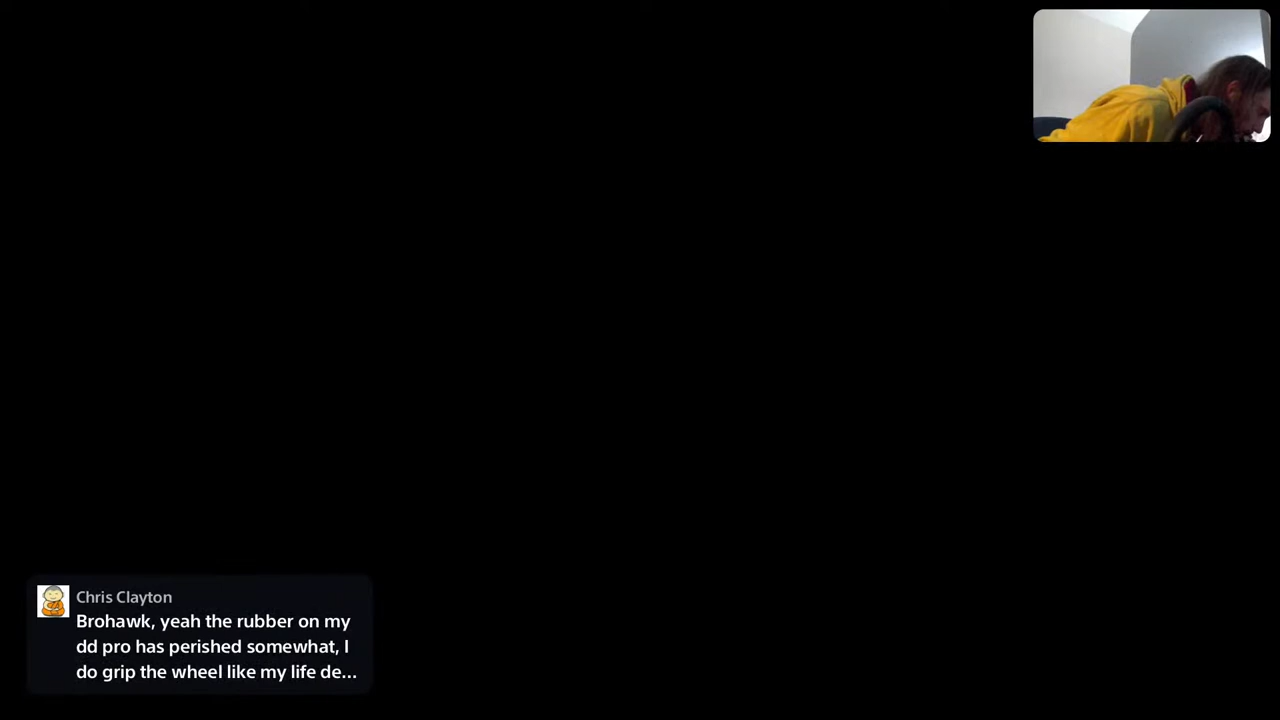 Chris Clayton
Brohawk, yeah the rubber on my
dd pro has perished somewhat, I
do grip the wheel like my life de...